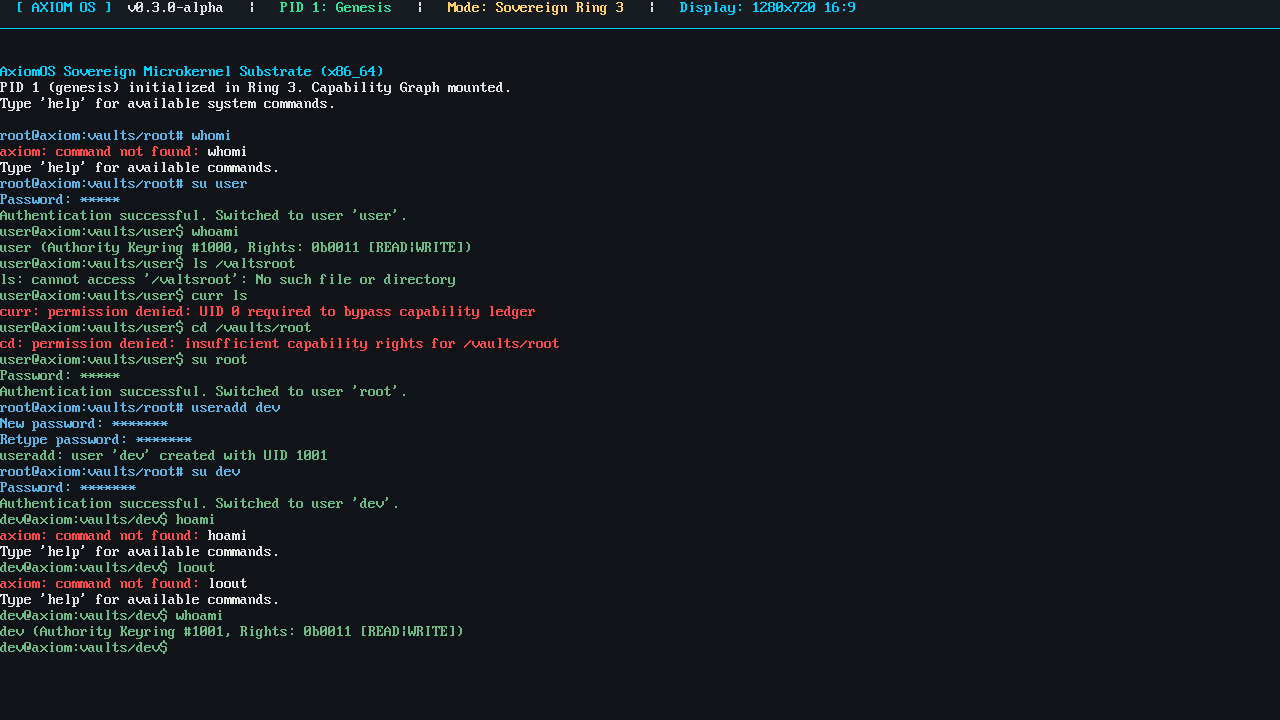 [ AXIOM OS ] v0.3.0-alpha | PID 1: Genesis | Mode: Sovereign Ring 3 | Display: 1280x720 16:9
AxiomOS Sovereign Microkernel Substrate (x86_64)
PID 1 (genesis) initialized in Ring 3. Capability Graph mounted.
Type 'help' for available system commands.
root@axiom:vaults/root# whomi
axiom: command not found: whomi
Type 'help' for available commands.
root@axiom:vaults/root# su user
Password: *****
Authentication successful. Switched to user 'user'.
user@axiom:vaults/user$ whoami
user (Authority Keyring #1000, Rights: 0b0011 [READ|WRITE])
user@axiom:vaults/user$ ls /valtsroot
ls: cannot access '/valtsroot': No such file or directory
user@axiom:vaults/user$ curr ls
curr: permission denied: UID 0 required to bypass capability ledger
user@axiom:vaults/user$ cd /vaults/root
cd: permission denied: insufficient capability rights for /vaults/root
user@axiom:vaults/user$ su root
Password: *****
Authentication successful. Switched to user 'root'.
root@axiom:vaults/root# useradd dev
New password: *******
Retype password: *******
useradd: user 'dev' created with UID 1001
root@axiom:vaults/root# su dev
Password: *******
Authentication successful. Switched to user 'dev'.
dev@axiom:vaults/dev$ hoami
axiom: command not found: hoami
Type 'help' for available commands.
dev@axiom:vaults/dev$ loout
axiom: command not found: loout
Type 'help' for available commands.
dev@axiom:vaults/dev$ whoami
dev (Authority Keyring #1001, Rights: 0b0011 [READ|WRITE])
dev@axiom:vaults/dev$